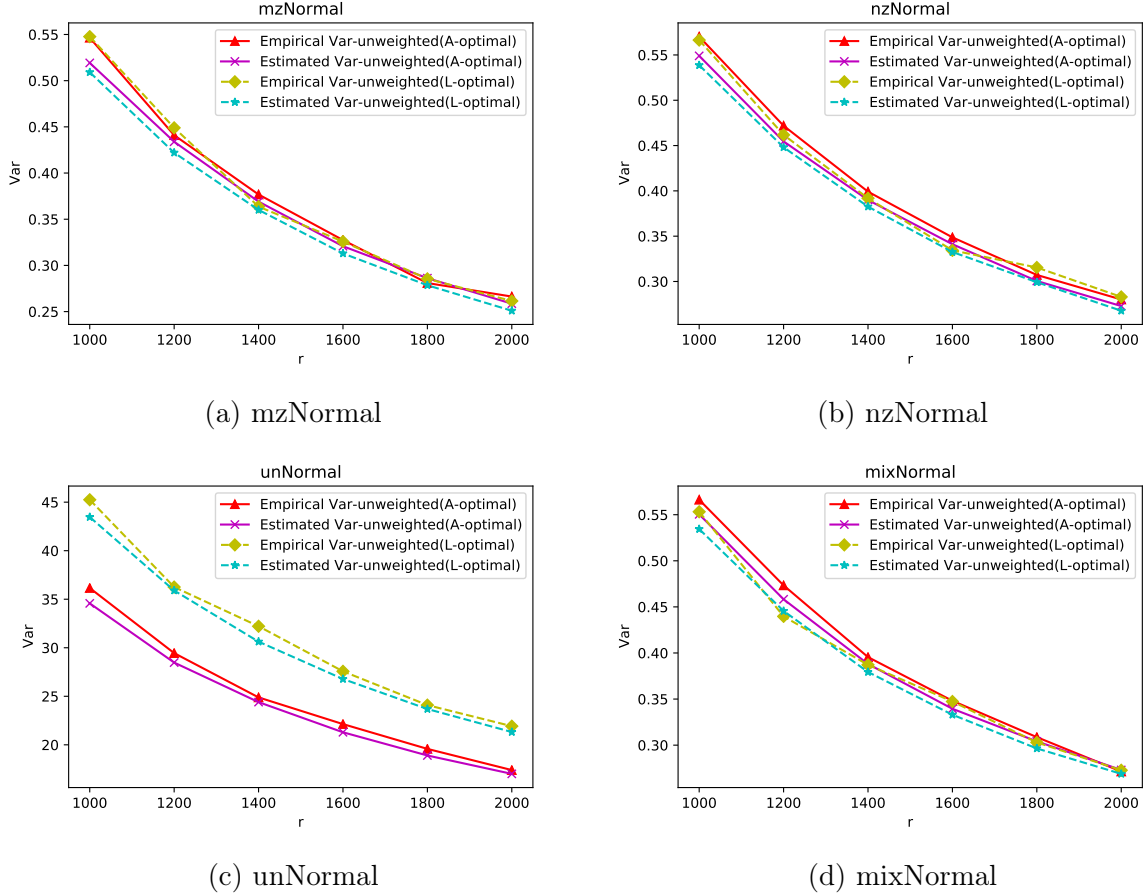 mzNormal
Var
0.55
0.50
0.45
0.40
0.35
0.30
0.25
Empirical Var-unweighted(A-optimal)
Estimated Var-unweighted(A-optimal)
Empirical Var-unweighted(L-optimal)
Estimated Var-unweighted(L-optimal)
1000 1200 1400 1600 1800 2000
r
(a) mzNormal
nzNormal
Var
0.55
0.50
0.45
0.40
0.35
0.30
Empirical Var-unweighted(A-optimal)
Estimated Var-unweighted(A-optimal)
Empirical Var-unweighted(L-optimal)
Estimated Var-unweighted(L-optimal)
1000 1200 1400 1600 1800 2000
r
(b) nzNormal
unNormal
Var
45
40
35
30
25
20
Empirical Var-unweighted(A-optimal)
Estimated Var-unweighted(A-optimal)
Empirical Var-unweighted(L-optimal)
Estimated Var-unweighted(L-optimal)
1000 1200 1400 1600 1800 2000
r
(c) unNormal
mixNormal
Var
0.55
0.50
0.45
0.40
0.35
0.30
Empirical Var-unweighted(A-optimal)
Estimated Var-unweighted(A-optimal)
Empirical Var-unweighted(L-optimal)
Estimated Var-unweighted(L-optimal)
1000 1200 1400 1600 1800 2000
r
(d) mixNormal